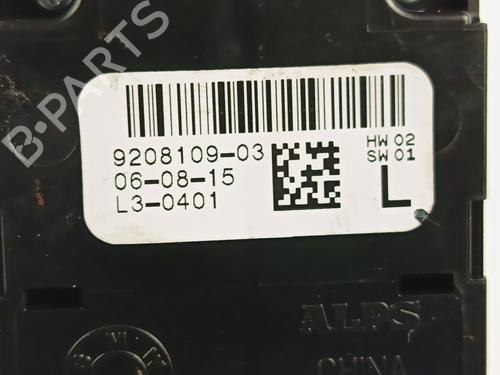 B-PARTS
9208109-03
06-08-15
L3-0401
HW 02
SW 01
L
ALPS
CHINA